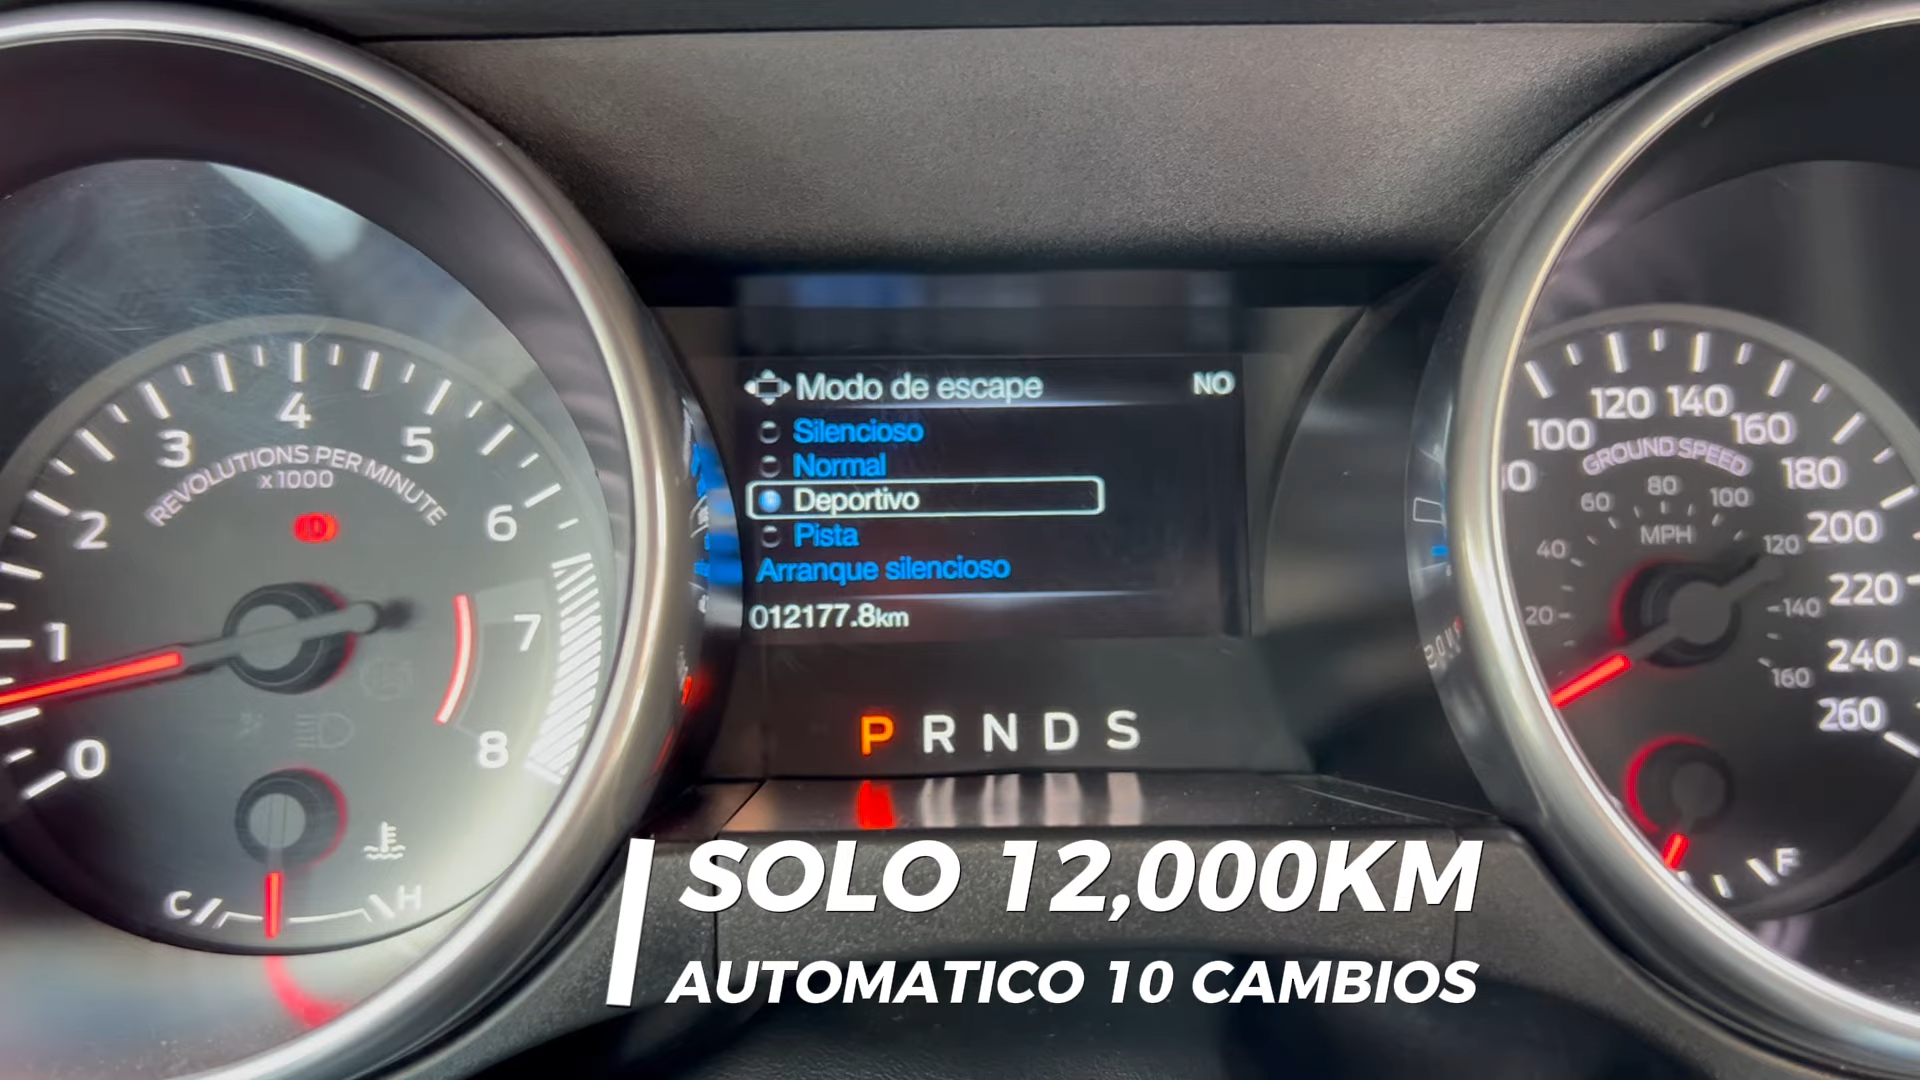 Modo de escape NO
Silencioso
Normal
Deportivo
Pista
Arranque silencioso
012177.8km
P R N D S
0 1 2 3 4 5 6 7 8
REVOLUTIONS PER MINUTE
x1000
C H
100 120 140 160 180 200 220 240 260
GROUND SPEED
20 40 60 80 100 120 140 160
MPH
F
SOLO 12,000KM
AUTOMATICO 10 CAMBIOS